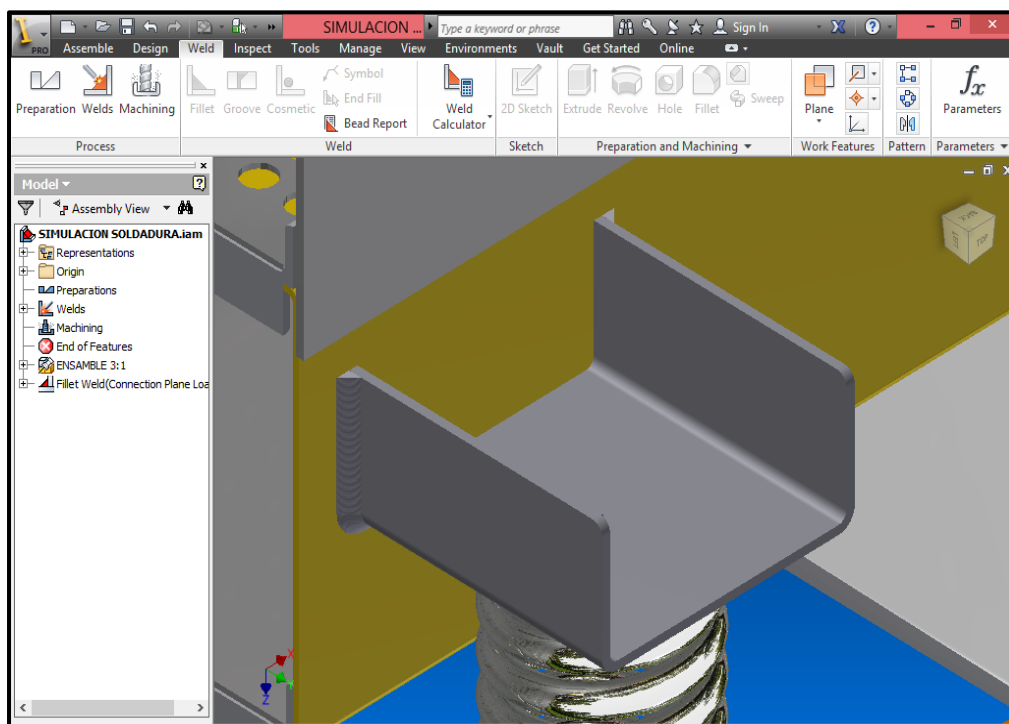 PRO
SIMULACION ...
Type a keyword or phrase
Sign In
Assemble Design Weld Inspect Tools Manage View Environments Vault Get Started Online
Preparation Welds Machining
Fillet Groove Cosmetic
Symbol
End Fill
Bead Report
Weld Calculator
2D Sketch
Extrude Revolve Hole Fillet
Sweep
Plane
fx
Parameters
Process Weld Sketch Preparation and Machining Work Features Pattern Parameters
Model
Assembly View
SIMULACION SOLDADURA.iam
Representations
Origin
Preparations
Welds
Machining
End of Features
ENSAMBLE 3:1
Fillet Weld(Connection Plane Loa
LEFT
TOP
X
Y
Z